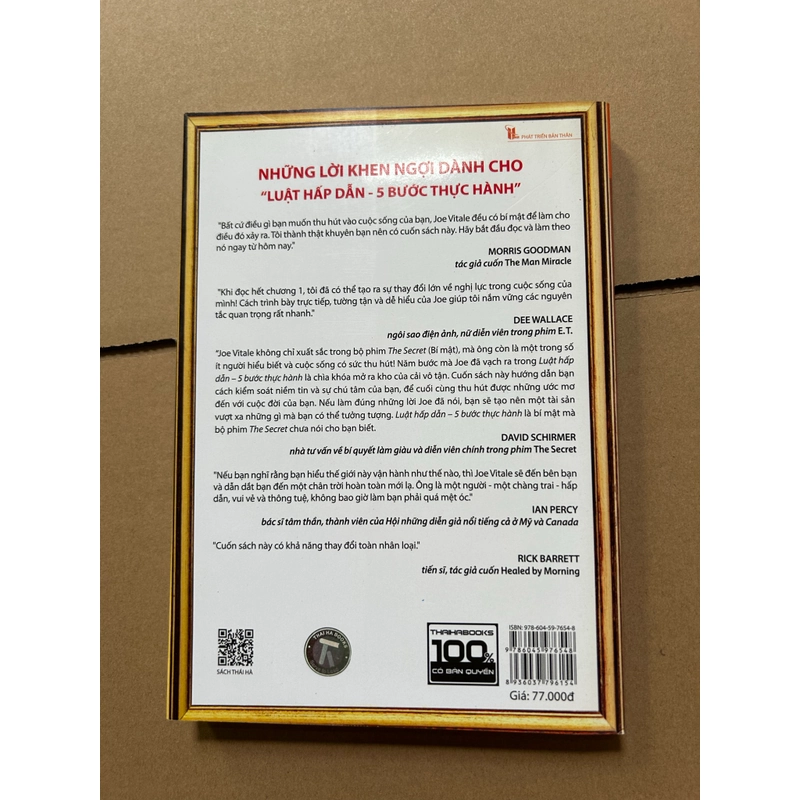 PHÁT TRIỂN BẢN THÂN
NHỮNG LỜI KHEN NGỢI DÀNH CHO
“LUẬT HẤP DẪN - 5 BƯỚC THỰC HÀNH”
"Bất cứ điều gì bạn muốn thu hút vào cuộc sống của bạn, Joe Vitale đều có bí mật để làm cho
điều đó xảy ra. Tôi thành thật khuyên bạn nên có cuốn sách này. Hãy bắt đầu đọc và làm theo
nó ngay từ hôm nay."
MORRIS GOODMAN
tác giả cuốn The Man Miracle
"Khi đọc hết chương 1, tôi đã có thể tạo ra sự thay đổi lớn về nghị lực trong cuộc sống của
mình! Cách trình bày trực tiếp, tường tận và dễ hiểu của Joe giúp tôi nắm vững các nguyên
tắc quan trọng rất nhanh."
DEE WALLACE
ngôi sao điện ảnh, nữ diễn viên trong phim E.T.
"Joe Vitale không chỉ xuất sắc trong bộ phim The Secret (Bí mật), mà ông còn là một trong số
ít người hiểu biết và cuộc sống có sức thu hút! Năm bước mà Joe đã vạch ra trong Luật hấp
dẫn – 5 bước thực hành là chìa khóa mở ra kho của cải vô tận. Cuốn sách này hướng dẫn bạn
cách kiểm soát niềm tin và sự chú tâm của bạn, để cuối cùng thu hút được những ước mơ
đến với cuộc đời của bạn. Nếu làm đúng những lời Joe đã nói, bạn sẽ tạo nên một tài sản
vượt xa những gì mà bạn có thể tưởng tượng. Luật hấp dẫn – 5 bước thực hành là bí mật mà
bộ phim The Secret chưa nói cho bạn biết.
DAVID SCHIRMER
nhà tư vấn về bí quyết làm giàu và diễn viên chính trong phim The Secret
"Nếu bạn nghĩ rằng bạn hiểu thế giới này vận hành như thế nào, thì Joe Vitale sẽ đến bên bạn
và dẫn dắt bạn đến một chân trời hoàn toàn mới lạ. Ông là một người - một chàng trai - hấp
dẫn, vui vẻ và thông tuệ, không bao giờ làm bạn phải quá mệt óc."
IAN PERCY
bác sĩ tâm thần, thành viên của Hội những diễn giả nổi tiếng cả ở Mỹ và Canada
"Cuốn sách này có khả năng thay đổi toàn nhân loại."
RICK BARRETT
tiến sĩ, tác giả cuốn Healed by Morning
SÁCH THÁI HÀ
THAI HA BOOKS
THAIHABOOKS
100%
CÓ BẢN QUYỀN
ISBN: 978-604-59-7654-8
9 786045 976548
8 936037 796154
Giá: 77.000đ